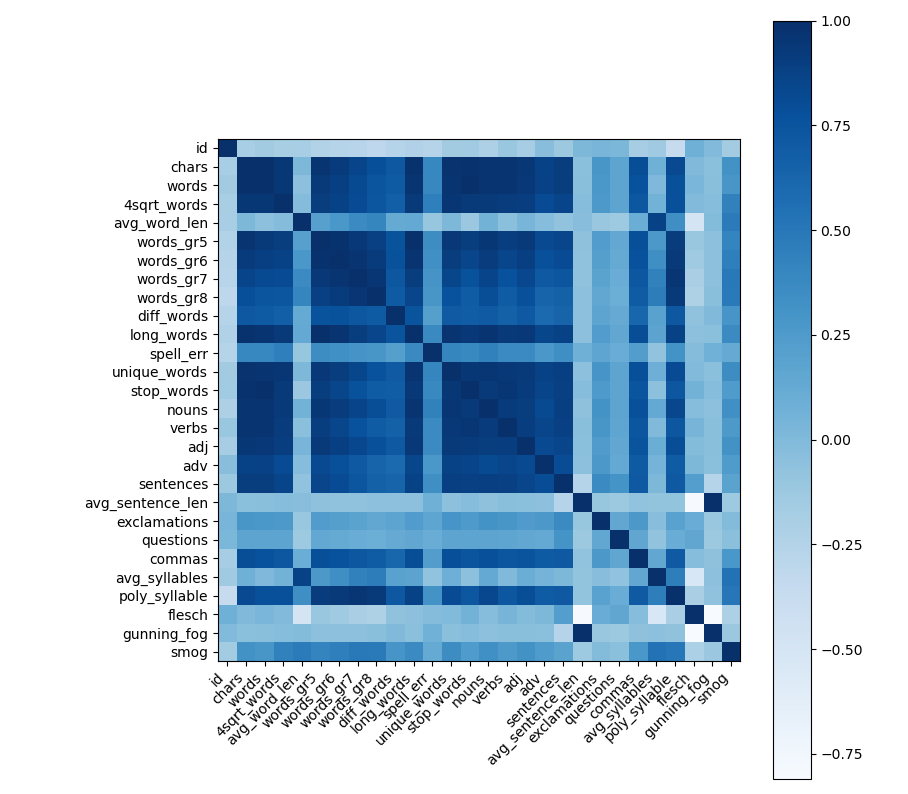 id
chars
words
4sqrt_words
avg_word_len
words_gr5
words_gr6
words_gr7
words_gr8
diff_words
long_words
spell_err
unique_words
stop_words
nouns
verbs
adj
adv
sentences
avg_sentence_len
exclamations
questions
commas
avg_syllables
poly_syllable
flesch
gunning_fog
smog
id
chars
words
4sqrt_words
avg_word_len
words_gr5
words_gr6
words_gr7
words_gr8
diff_words
long_words
spell_err
unique_words
stop_words
nouns
verbs
adj
adv
sentences
avg_sentence_len
exclamations
questions
commas
avg_syllables
poly_syllable
flesch
gunning_fog
smog
1.00
0.75
0.50
0.25
0.00
−0.25
−0.50
−0.75